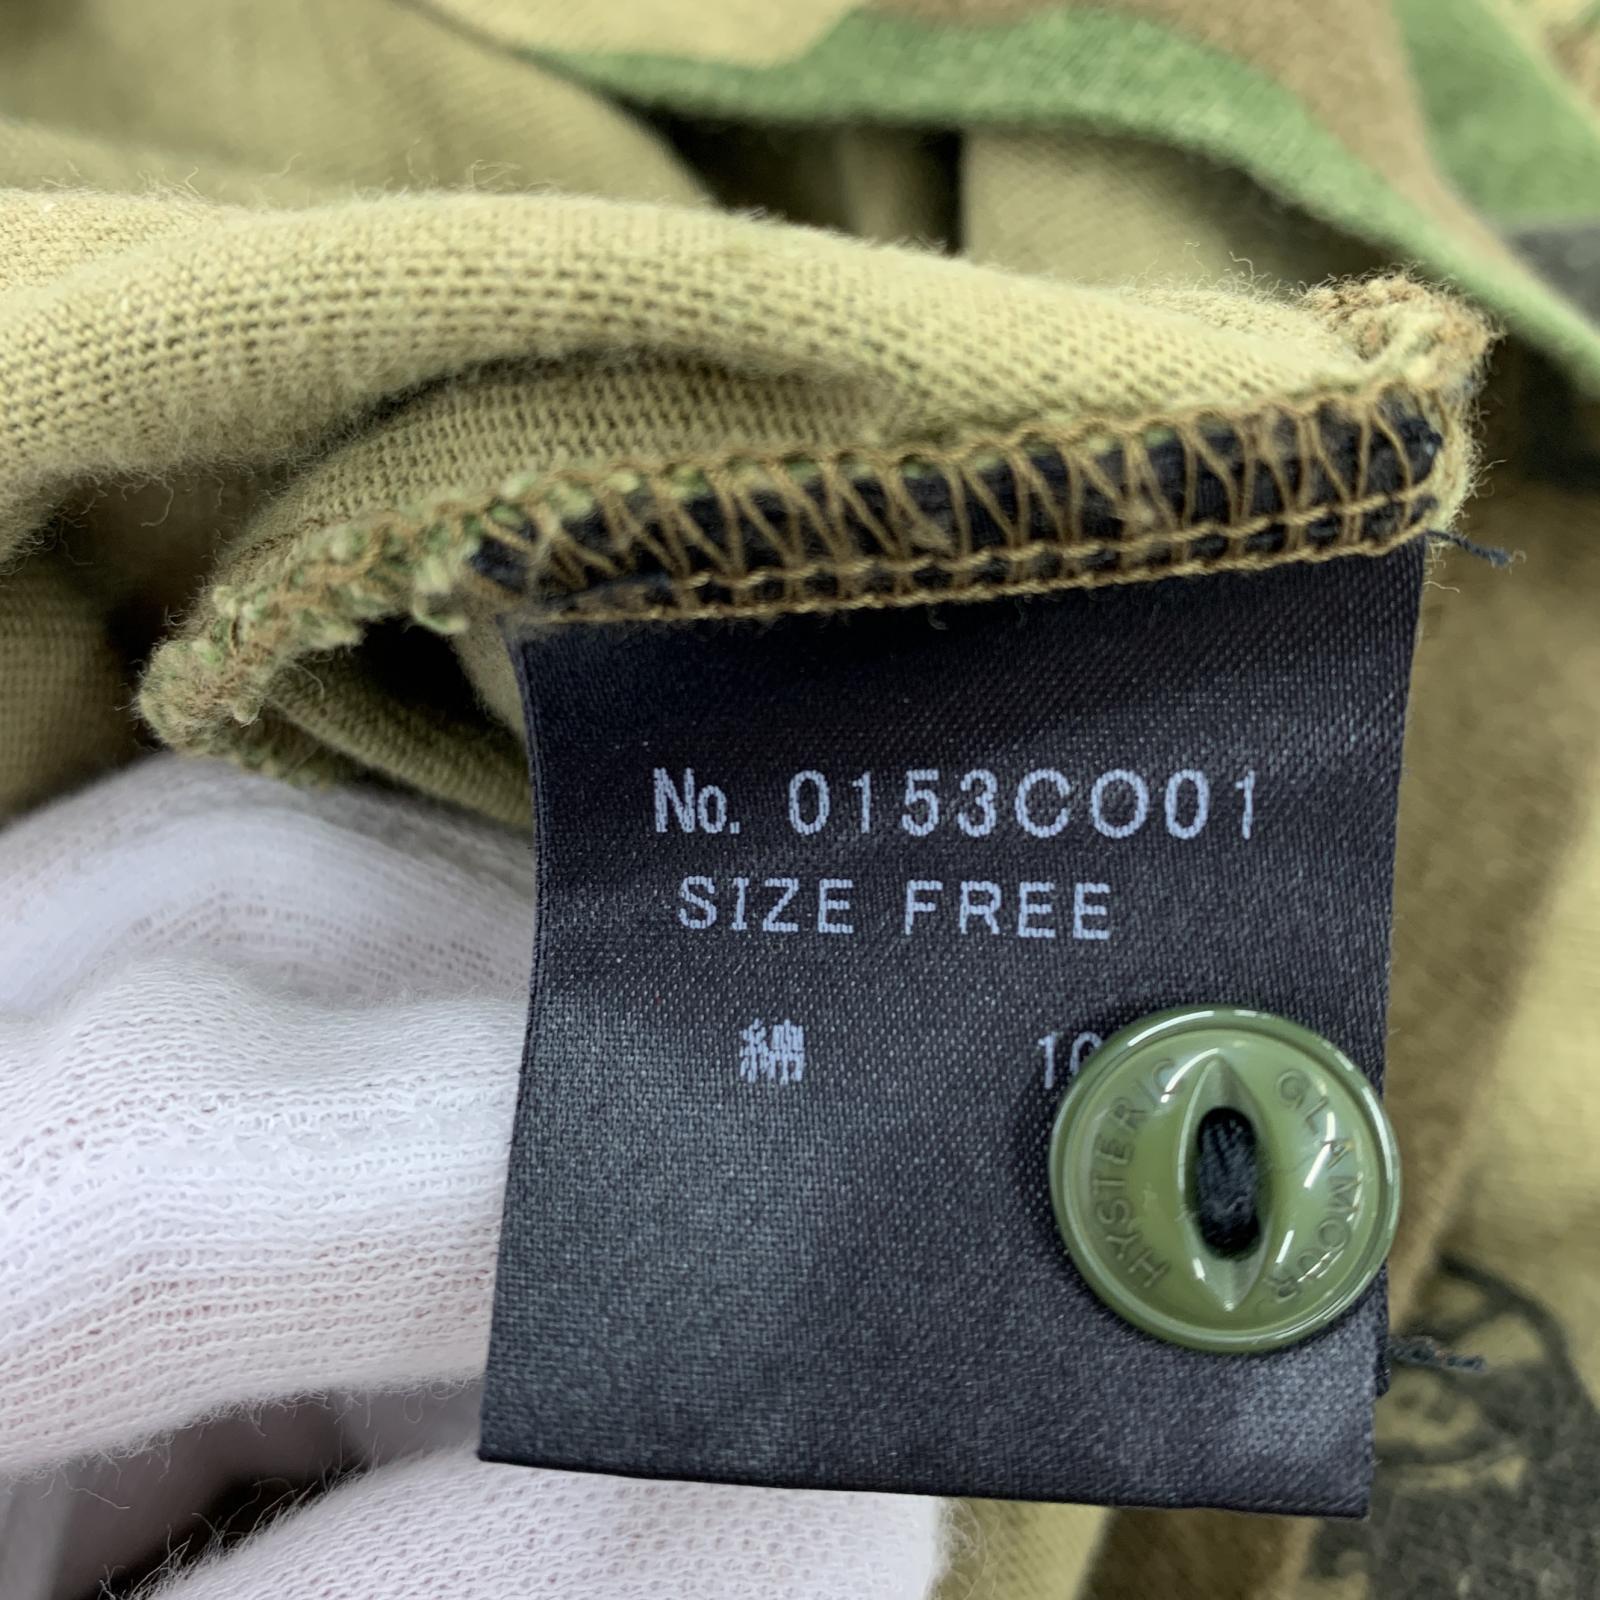 No. 0153CO01
SIZE FREE
綿
HYSTERIC GLAMOUR